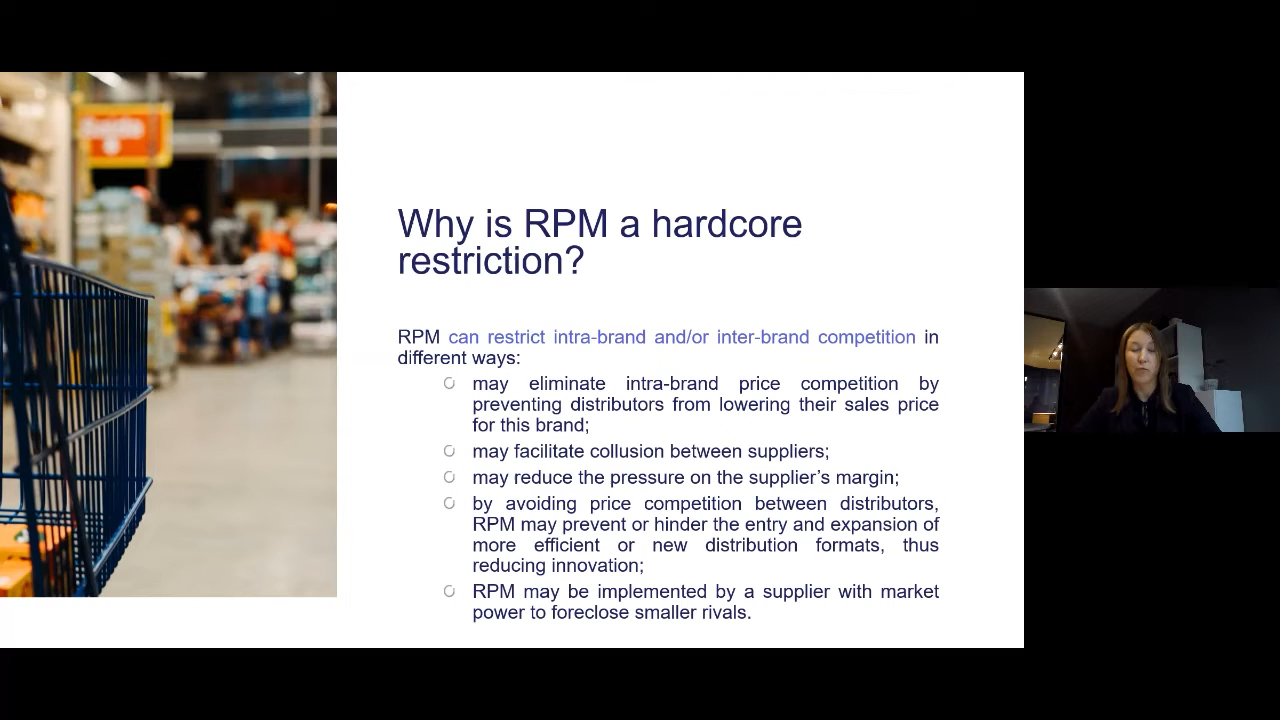 Why is RPM a hardcore
restriction?
RPM can restrict intra-brand and/or inter-brand competition in
different ways:
may eliminate intra-brand price competition by
preventing distributors from lowering their sales price
for this brand;
may facilitate collusion between suppliers;
may reduce the pressure on the supplier’s margin;
by avoiding price competition between distributors,
RPM may prevent or hinder the entry and expansion of
more efficient or new distribution formats, thus
reducing innovation;
RPM may be implemented by a supplier with market
power to foreclose smaller rivals.